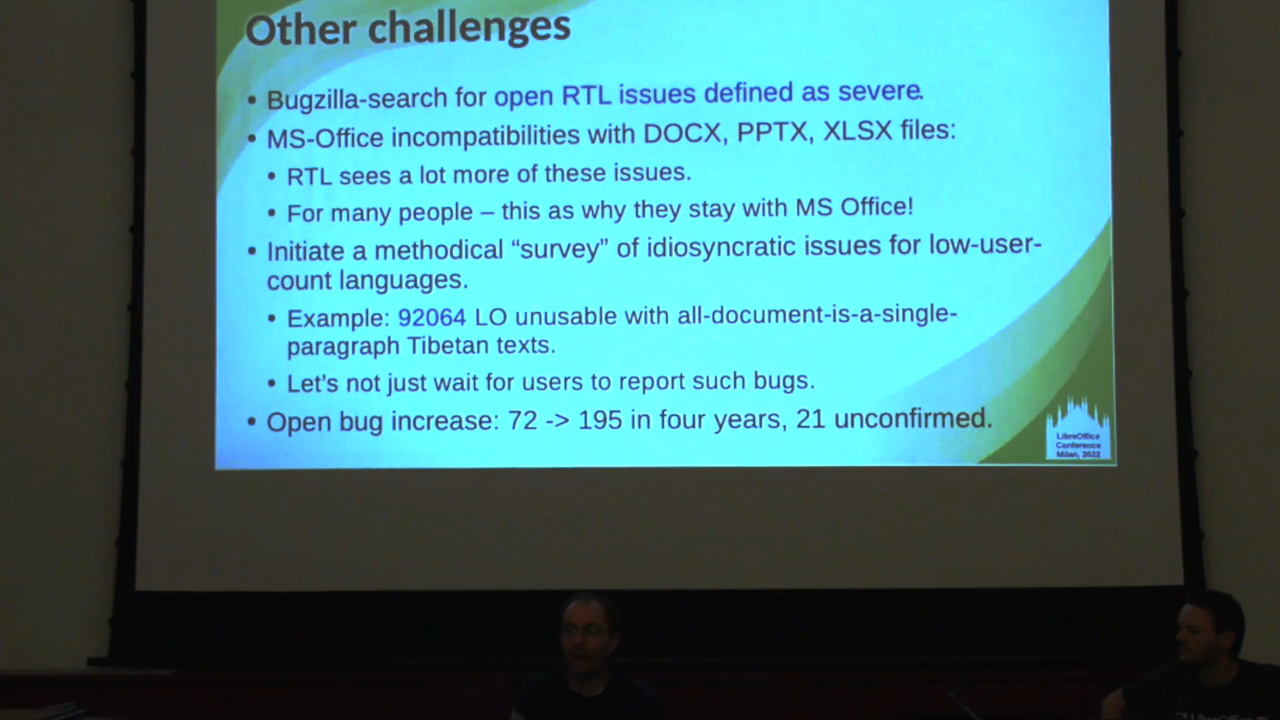 Other challenges
• Bugzilla-search for open RTL issues defined as severe.
• MS-Office incompatibilities with DOCX, PPTX, XLSX files:
• RTL sees a lot more of these issues.
• For many people – this as why they stay with MS Office!
• Initiate a methodical “survey” of idiosyncratic issues for low-user-
count languages.
• Example: 92064 LO unusable with all-document-is-a-single-
paragraph Tibetan texts.
• Let's not just wait for users to report such bugs.
• Open bug increase: 72 -> 195 in four years, 21 unconfirmed.
LibreOffice
Conference
Milan, 2022